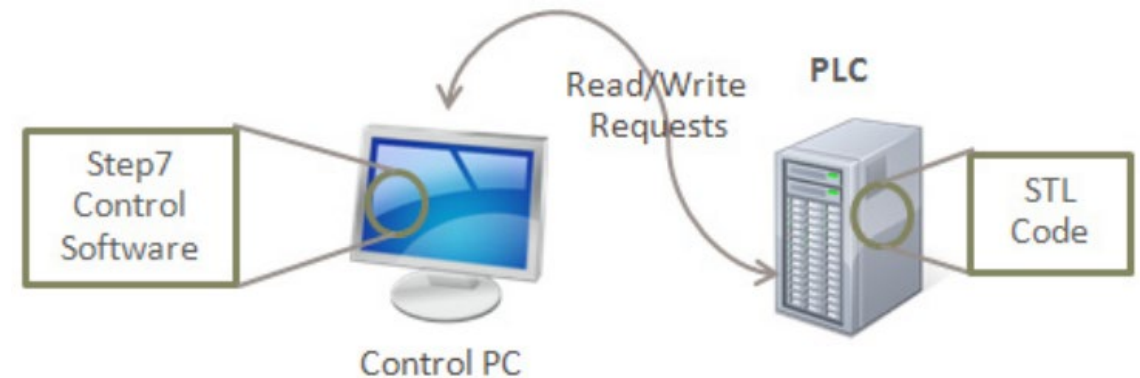 Read/Write
Requests
PLC
Step7
Control
Software
STL
Code
Control PC